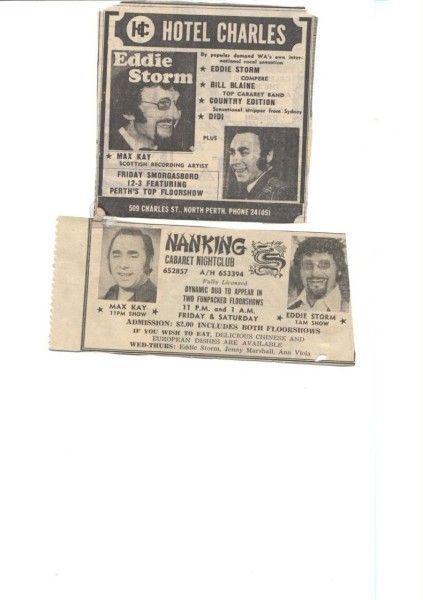 HC HOTEL CHARLES
Eddie
Storm
By popular demand WA's own inter-
national vocal sensation
★ EDDIE STORM
COMPERE
★ BILL BLAINE
TOP CABARET BAND
★ COUNTRY EDITION
Sensational stripper from Sydney
★ DIDI
PLUS
★ MAX KAY
SCOTTISH RECORDING ARTIST
FRIDAY SMORGASBORD
12-3 FEATURING
PERTH'S TOP FLOORSHOW
509 CHARLES ST., NORTH PERTH. PHONE 241051
NANKING
CABARET NIGHTCLUB
652857 A/H 653394
Fully Licensed
DYNAMIC DUO TO APPEAR IN
TWO FUNPACKED FLOORSHOWS
11 P.M. and 1 A.M.
FRIDAY & SATURDAY
MAX KAY
11PM SHOW
★
★
EDDIE STORM
1AM SHOW
★
ADMISSION: $2.00 INCLUDES BOTH FLOORSHOWS
IF YOU WISH TO EAT, DELICIOUS CHINESE AND
EUROPEAN DISHES ARE AVAILABLE
WED-THURS: Eddie Storm, Jenny Marshall, Ann Viola